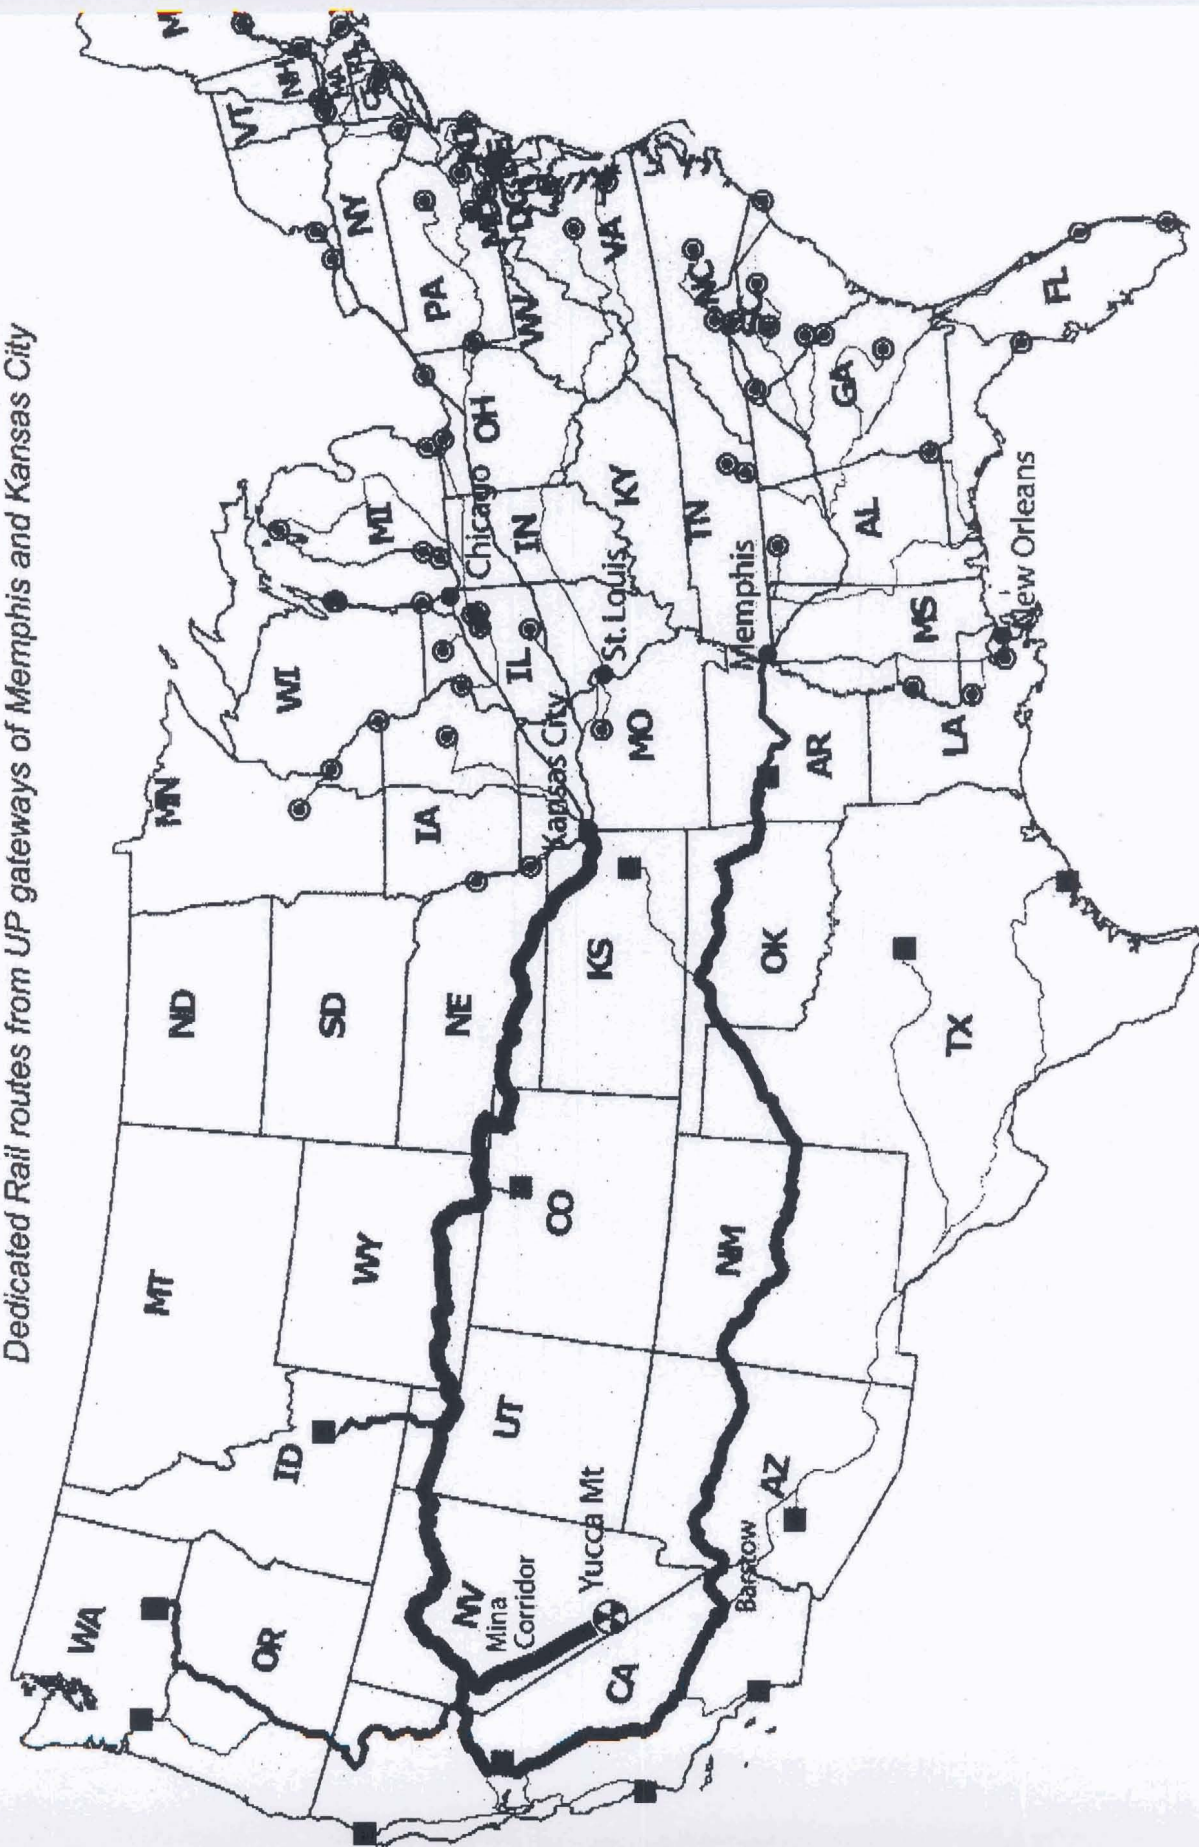 Dedicated Rail routes from UP gateways of Memphis and Kansas City
WA
OR
CA
NV
Mina
Corridor
Yucca Mt
Barstow
ID
MT
WY
UT
AZ
CO
NM
ND
SD
NE
KS
OK
TX
MN
IA
Kansas City
MO
AR
LA
WI
IL
St.Louis
Memphis
MS
New Orleans
MI
Chicago
IN
KY
TN
AL
OH
GA
FL
PA
WV
VA
NC
NY
VT
NH
MA